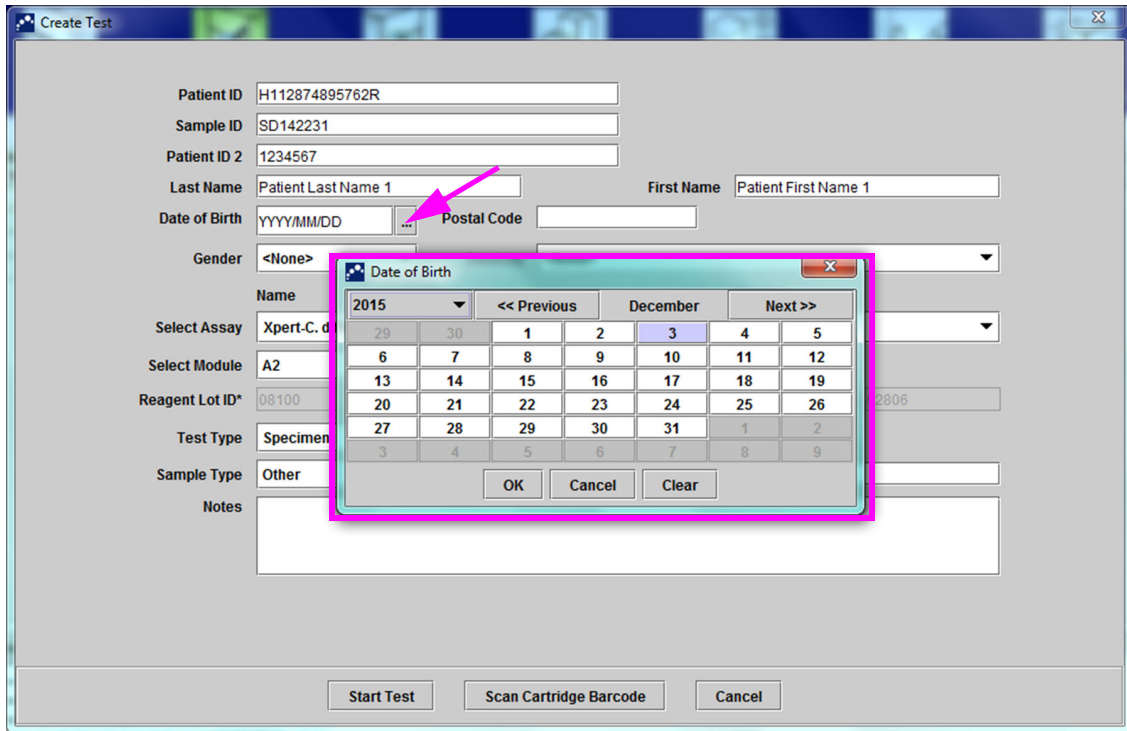 Create Test
Patient ID H112874895762R
Sample ID SD142231
Patient ID 2 1234567
Last Name Patient Last Name 1 First Name Patient First Name 1
Date of Birth YYYY/MM/DD ... Postal Code
Gender <None>
Date of Birth
Name
2015 << Previous December Next >>
Select Assay Xpert-C. d
29 30 1 2 3 4 5
Select Module A2
6 7 8 9 10 11 12
13 14 15 16 17 18 19
Reagent Lot ID* 08100 2806
20 21 22 23 24 25 26
Test Type Specimen
27 28 29 30 31 1 2
3 4 5 6 7 8 9
Sample Type Other
OK Cancel Clear
Notes
Start Test Scan Cartridge Barcode Cancel